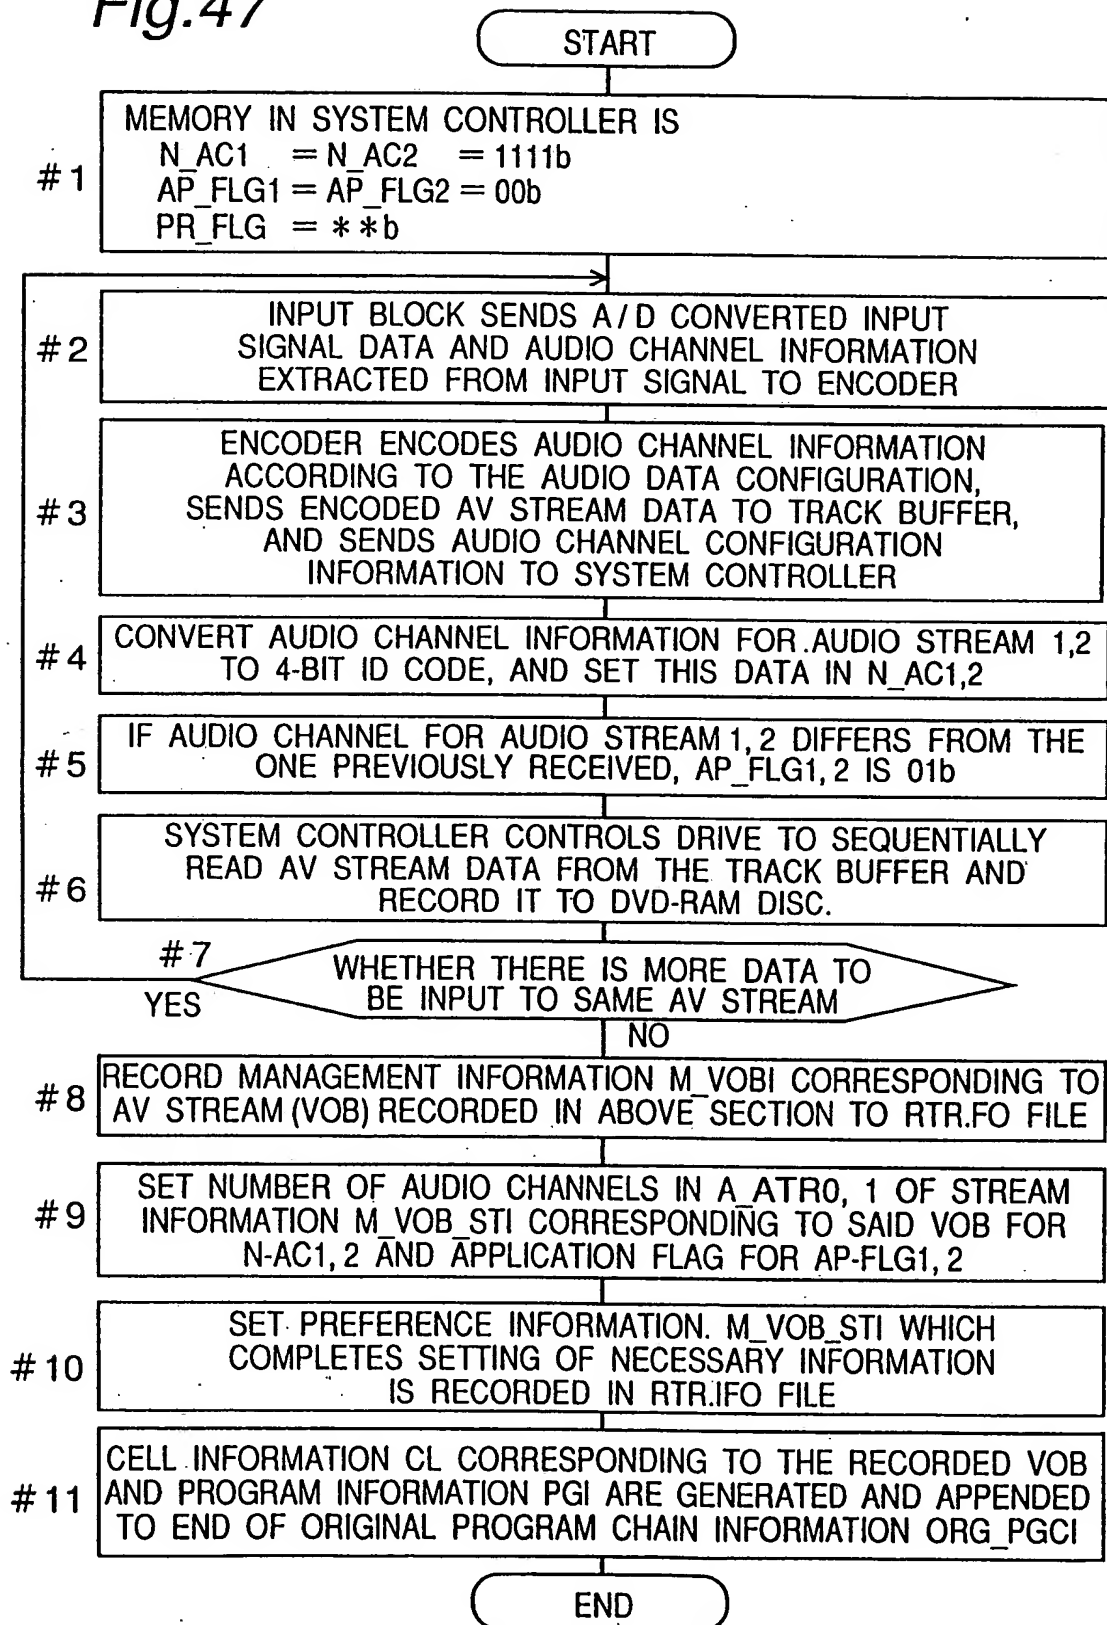 Fig.47
START
#1
MEMORY IN SYSTEM CONTROLLER IS
N_AC1 = N_AC2 = 1111b
AP_FLG1 = AP_FLG2 = 00b
PR_FLG = **b
#2
INPUT BLOCK SENDS A/D CONVERTED INPUT
SIGNAL DATA AND AUDIO CHANNEL INFORMATION
EXTRACTED FROM INPUT SIGNAL TO ENCODER
#3
ENCODER ENCODES AUDIO CHANNEL INFORMATION
ACCORDING TO THE AUDIO DATA CONFIGURATION,
SENDS ENCODED AV STREAM DATA TO TRACK BUFFER,
AND SENDS AUDIO CHANNEL CONFIGURATION
INFORMATION TO SYSTEM CONTROLLER
#4
CONVERT AUDIO CHANNEL INFORMATION FOR AUDIO STREAM 1,2
TO 4-BIT ID CODE, AND SET THIS DATA IN N_AC1,2
#5
IF AUDIO CHANNEL FOR AUDIO STREAM 1, 2 DIFFERS FROM THE
ONE PREVIOUSLY RECEIVED, AP_FLG1, 2 IS 01b
#6
SYSTEM CONTROLLER CONTROLS DRIVE TO SEQUENTIALLY
READ AV STREAM DATA FROM THE TRACK BUFFER AND
RECORD IT TO DVD-RAM DISC.
#7
WHETHER THERE IS MORE DATA TO
BE INPUT TO SAME AV STREAM
YES
NO
#8
RECORD MANAGEMENT INFORMATION M_VOBI CORRESPONDING TO
AV STREAM (VOB) RECORDED IN ABOVE SECTION TO RTR.FO FILE
#9
SET NUMBER OF AUDIO CHANNELS IN A_ATR0, 1 OF STREAM
INFORMATION M_VOB_STI CORRESPONDING TO SAID VOB FOR
N-AC1, 2 AND APPLICATION FLAG FOR AP-FLG1, 2
#10
SET PREFERENCE INFORMATION. M_VOB_STI WHICH
COMPLETES SETTING OF NECESSARY INFORMATION
IS RECORDED IN RTR.IFO FILE
#11
CELL INFORMATION CL CORRESPONDING TO THE RECORDED VOB
AND PROGRAM INFORMATION PGI ARE GENERATED AND APPENDED
TO END OF ORIGINAL PROGRAM CHAIN INFORMATION ORG_PGCI
END